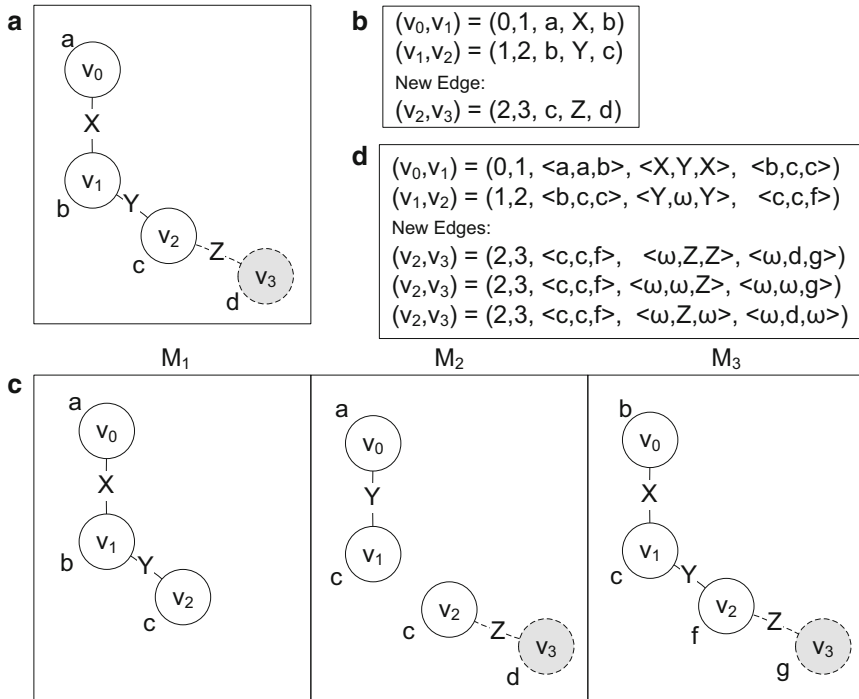 a
a
v₀
X
v₁
b
Y
v₂
c
Z
v₃
d
b
(v₀,v₁) = (0,1, a, X, b)
(v₁,v₂) = (1,2, b, Y, c)
New Edge:
(v₂,v₃) = (2,3, c, Z, d)
d
(v₀,v₁) = (0,1, <a,a,b>, <X,Y,X>, <b,c,c>)
(v₁,v₂) = (1,2, <b,c,c>, <Y,ω,Y>, <c,c,f>)
New Edges:
(v₂,v₃) = (2,3, <c,c,f>, <ω,Z,Z>, <ω,d,g>)
(v₂,v₃) = (2,3, <c,c,f>, <ω,ω,Z>, <ω,ω,g>)
(v₂,v₃) = (2,3, <c,c,f>, <ω,Z,ω>, <ω,d,ω>)
c
M₁
a
v₀
X
v₁
b
Y
v₂
c
M₂
a
v₀
Y
v₁
c
v₂
c
Z
v₃
d
M₃
b
v₀
X
v₁
c
Y
v₂
f
Z
v₃
g